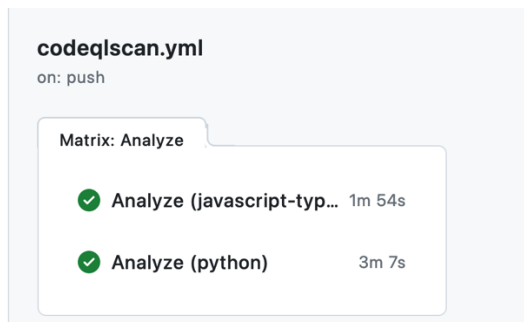 codeqlscan.yml
on: push
Matrix: Analyze
Analyze (javascript-typ... 1m 54s
Analyze (python) 3m 7s